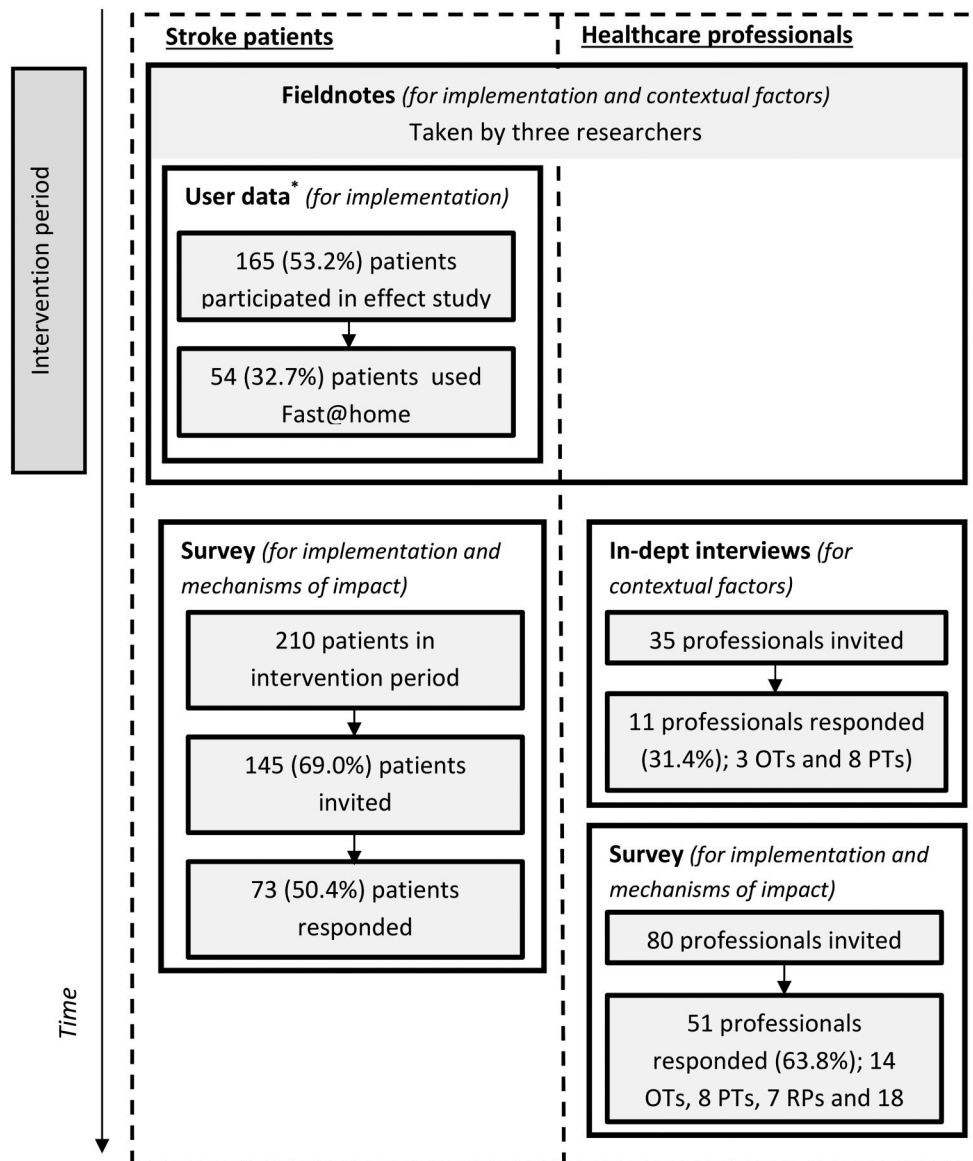 Stroke patients
Healthcare professionals
Intervention period
Fieldnotes (for implementation and contextual factors)
Taken by three researchers
User data* (for implementation)
165 (53.2%) patients
participated in effect study
54 (32.7%) patients used
Fast@home
Survey (for implementation and
mechanisms of impact)
210 patients in
intervention period
145 (69.0%) patients
invited
73 (50.4%) patients
responded
In-dept interviews (for
contextual factors)
35 professionals invited
11 professionals responded
(31.4%; 3 OTs and 8 PTs)
Survey (for implementation and
mechanisms of impact)
80 professionals invited
51 professionals
responded (63.8%); 14
OTs, 8 PTs, 7 RPs and 18
Time